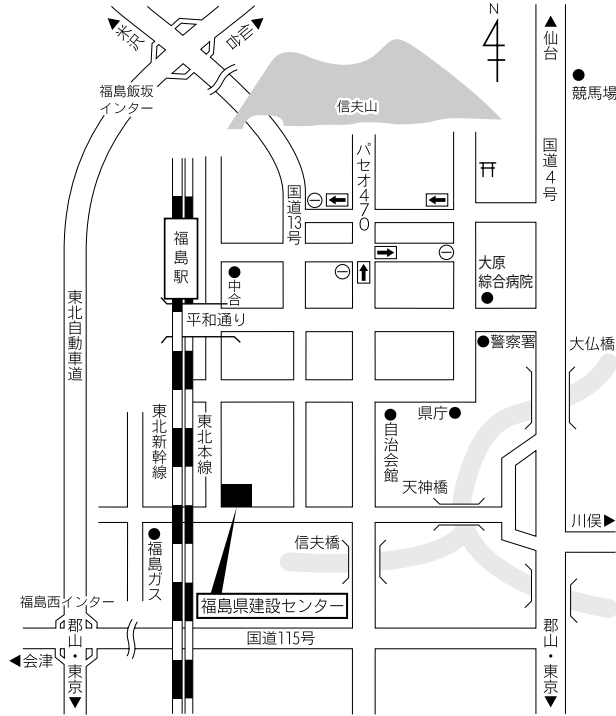 N
米沢
仙台
仙台
競馬場
福島飯坂
インター
信夫山
国道4号
パセオ470
国道13号
福島駅
中合
大原
綜合病院
平和通り
東北自動車道
警察署
大仏橋
県庁
東北新幹線
東北本線
自治会館
天神橋
川俣
信夫橋
福島ガス
福島県建設センター
福島西インター
国道115号
郡山・東京
郡山・東京
会津